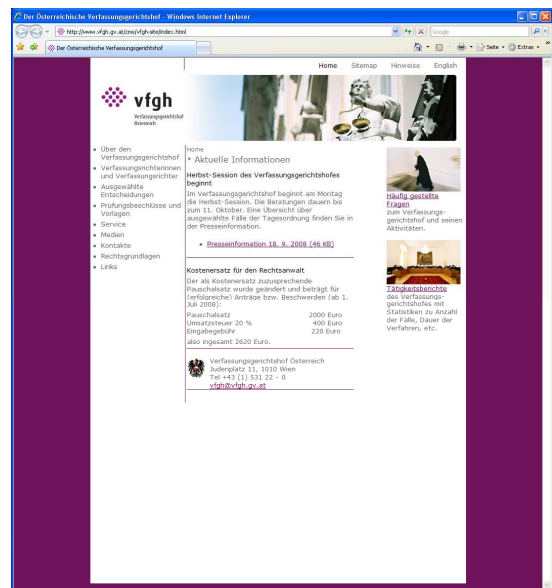 Der Österreichische Verfassungsgerichtshof - Windows Internet Explorer
http://www.vfgh.gv.at/cms/vfgh-site/index.html
Google
Der Österreichische Verfassungsgerichtshof
Seite
Extras
Home Sitemap Hinweise English
vfgh
Verfassungsgerichtshof
Österreich
Über den
Verfassungsgerichtshof
Verfassungsrichterinnen
und Verfassungsrichter
Ausgewählte
Entscheidungen
Prüfungsbeschlüsse und
Vorlagen
Service
Medien
Kontakte
Rechtsgrundlagen
Links
Home
Aktuelle Informationen
Herbst-Session des Verfassungsgerichtshofes
beginnt
Im Verfassungsgerichtshof beginnt am Montag
die Herbst-Session. Die Beratungen dauern bis
zum 11. Oktober. Eine Übersicht über
ausgewählte Fälle der Tagesordnung finden Sie in
der Presseinformation.
Presseinformation 18. 9. 2008 (46 KB)
Kostenersatz für den Rechtsanwalt
Der als Kostenersatz zuzusprechende
Pauschalsatz wurde geändert und beträgt für
(erfolgreiche) Anträge bzw. Beschwerden (ab 1.
Juli 2008):
Pauschalsatz 2000 Euro
Umsatzsteuer 20 % 400 Euro
Eingabegebühr 220 Euro
also ingesamt 2620 Euro.
Verfassungsgerichtshof Österreich
Judenplatz 11, 1010 Wien
Tel +43 (1) 531 22 - 0
vfgh@vfgh.gv.at
Häufig gestellte
Fragen
zum Verfassungs-
gerichtshof und seinen
Aktivitäten.
Tätigkeitsberichte
des Verfassungs-
gerichtshofes mit
Statistiken zu Anzahl
der Fälle, Dauer der
Verfahren, etc.